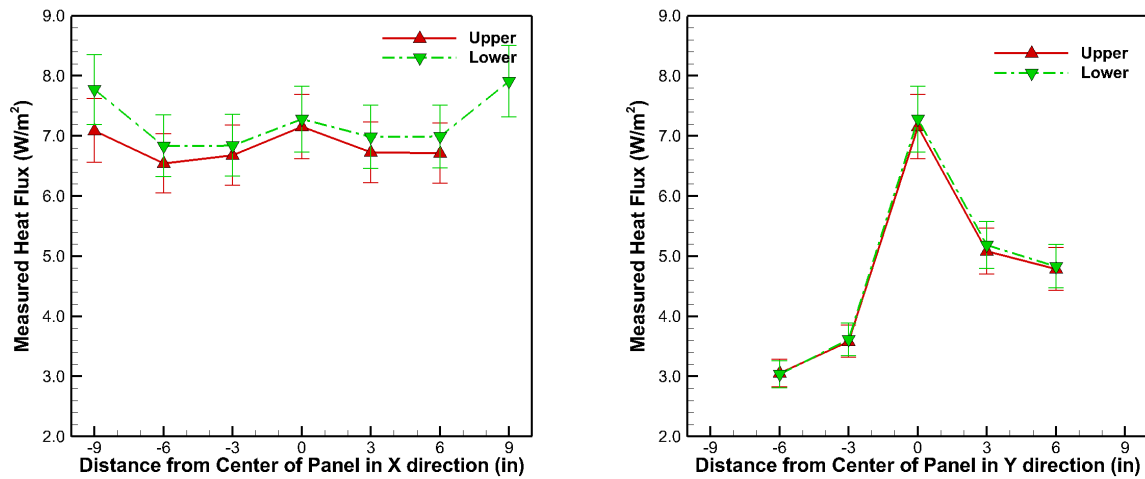 9.0
8.0
7.0
6.0
5.0
4.0
3.0
2.0
Measured Heat Flux (W/m²)
-9 -6 -3 0 3 6 9
Distance from Center of Panel in X direction (in)
Upper
Lower
9.0
8.0
7.0
6.0
5.0
4.0
3.0
2.0
Measured Heat Flux (W/m²)
-9 -6 -3 0 3 6 9
Distance from Center of Panel in Y direction (in)
Upper
Lower